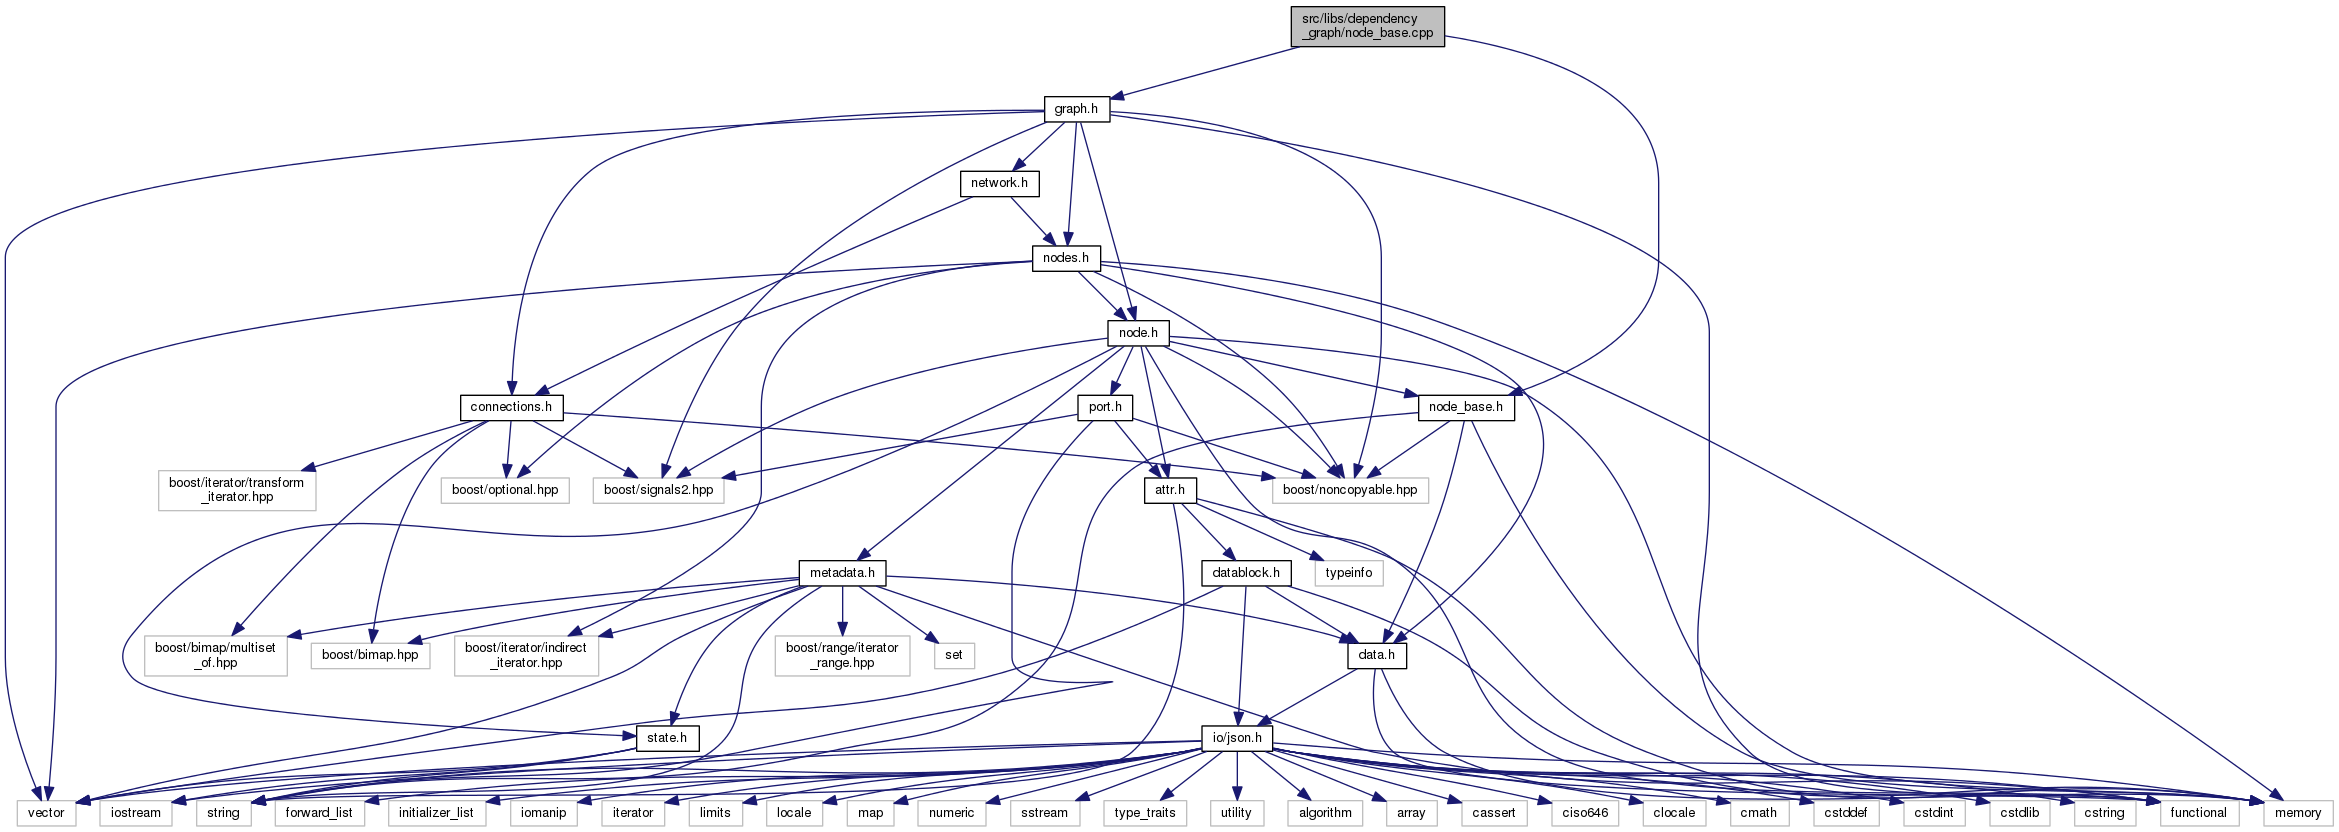 src/libs/dependency
_graph/node_base.cpp
graph.h
network.h
nodes.h
node.h
connections.h
port.h
node_base.h
boost/iterator/transform
_iterator.hpp
boost/optional.hpp
boost/signals2.hpp
attr.h
boost/noncopyable.hpp
metadata.h
datablock.h
typeinfo
boost/bimap/multiset
_of.hpp
boost/bimap.hpp
boost/iterator/indirect
_iterator.hpp
boost/range/iterator
_range.hpp
set
data.h
state.h
io/json.h
vector
iostream
string
forward_list
initializer_list
iomanip
iterator
limits
locale
map
numeric
sstream
type_traits
utility
algorithm
array
cassert
ciso646
clocale
cmath
cstddef
cstdint
cstdlib
cstring
functional
memory